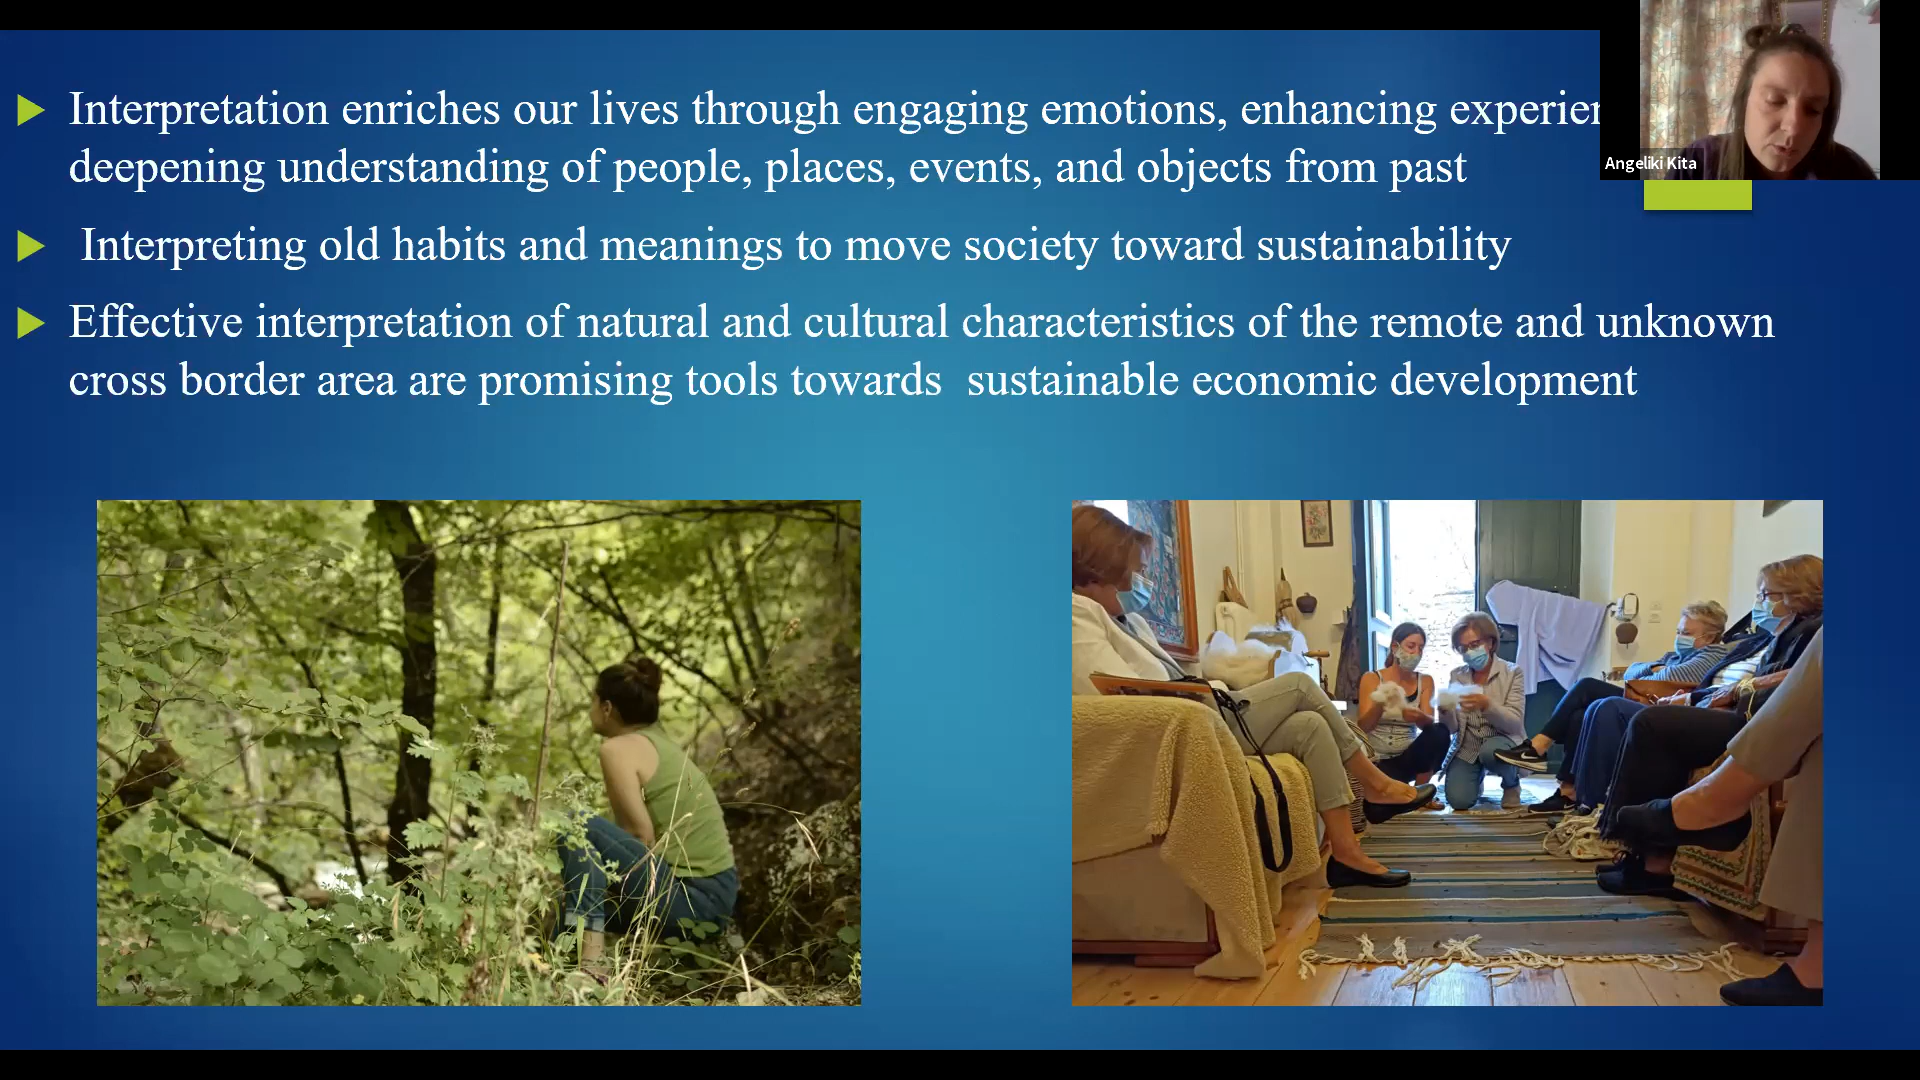 Interpretation enriches our lives through engaging emotions, enhancing
deepening understanding of people, places, events, and objects from past
Interpreting old habits and meanings to move society toward sustainability
Effective interpretation of natural and cultural characteristics of the remote and unknown
cross border area are promising tools towards  sustainable economic development
Angeliki Kita